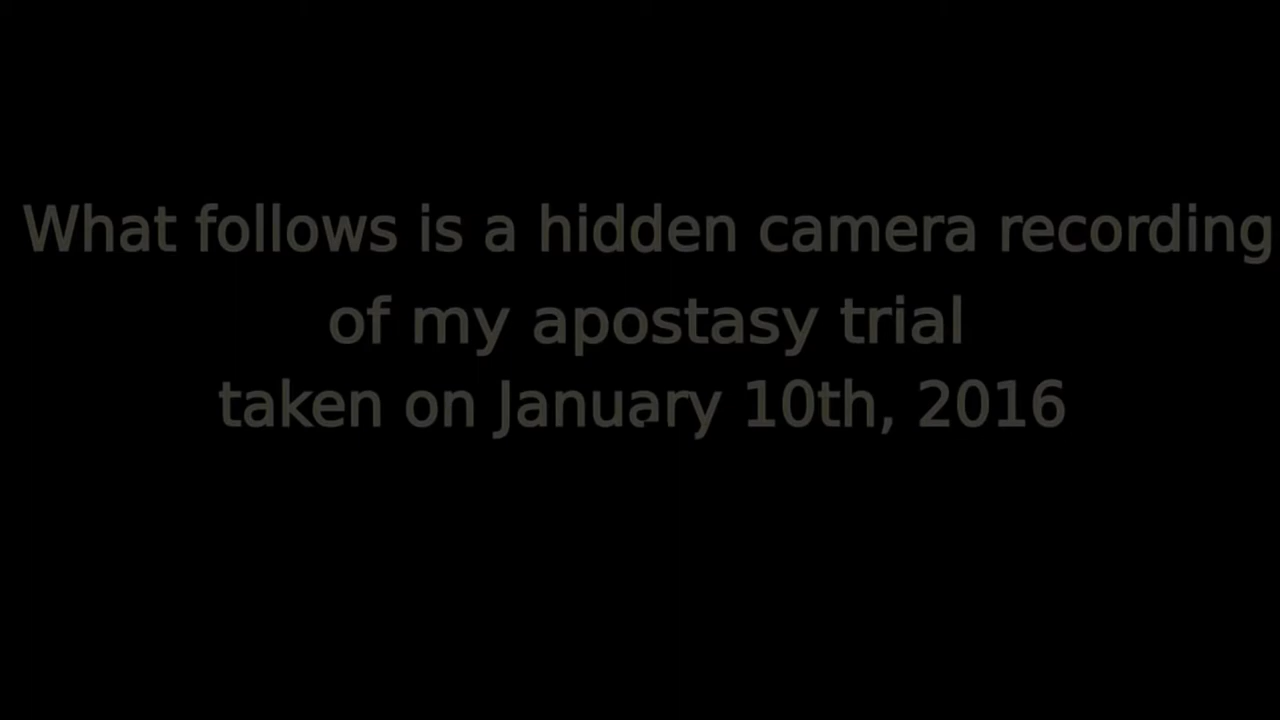 What follows is a hidden camera recording
of my apostasy trial
taken on January 10th, 2016